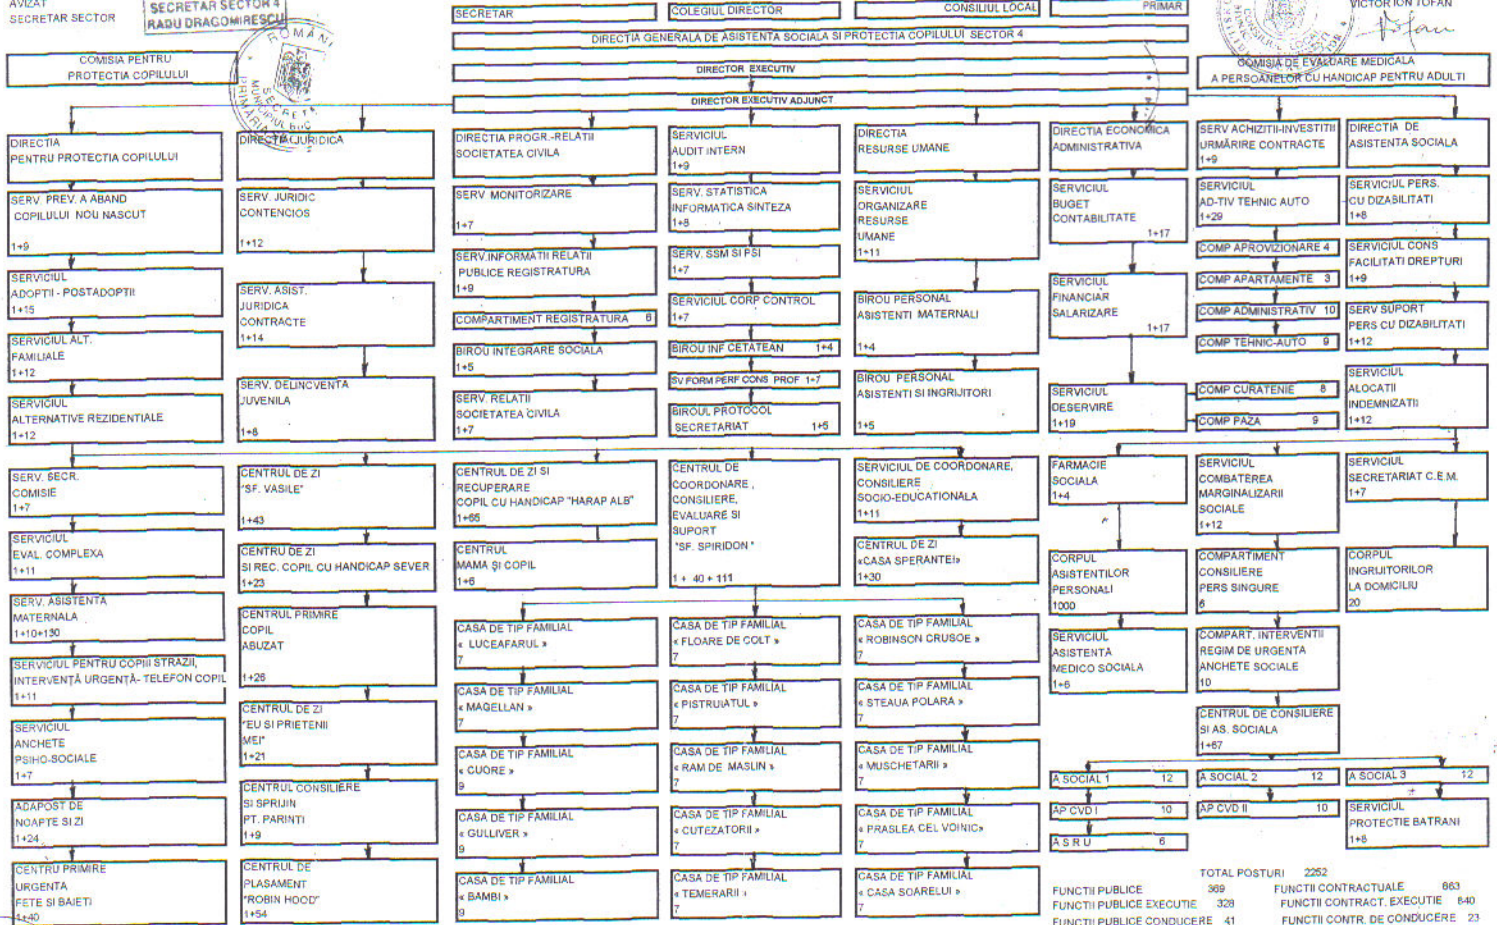 AVIZAT
SECRETAR SECTOR
SECRETAR SECTOR 4
RADU DRAGOMIRESCU
SECRETAR
COLEGIUL DIRECTOR
CONSILIUL LOCAL
PRIMAR
VICTOR ION TOFAN
DIRECTIA GENERALA DE ASISTENTA SOCIALA SI PROTECTIA COPILULUI SECTOR 4
COMISIA PENTRU
PROTECTIA COPILULUI
DIRECTOR EXECUTIV
COMISIA DE EVALUARE MEDICALA
A PERSOANELOR CU HANDICAP PENTRU ADULTI
DIRECTOR EXECUTIV ADJUNCT
DIRECTIA
PENTRU PROTECTIA COPILULUI
DIRECTIA JURIDICA
DIRECTIA PROGR.-RELATII
SOCIETATEA CIVILA
SERVICIUL
AUDIT INTERN
1+9
DIRECTIA
RESURSE UMANE
DIRECTIA ECONOMICA
ADMINISTRATIVA
SERV ACHIZITII-INVESTITII
URMĂRIRE CONTRACTE
1+9
DIRECTIA DE
ASISTENTA SOCIALA
SERV. PREV. A ABAND
COPILULUI NOU NASCUT
1+9
SERV. JURIDIC
CONTENCIOS
1+12
SERV MONITORIZARE
1+7
SERV. STATISTICA
INFORMATICA SINTEZA
1+8
SERVICIUL
ORGANIZARE
RESURSE
UMANE
1+11
SERVICIUL
BUGET
CONTABILITATE
1+17
SERVICIUL
AD-TIV TEHNIC AUTO
1+29
SERVICIUL PERS.
CU DIZABILITATI
1+8
SERVICIUL
ADOPTII - POSTADOPTII
1+15
SERV. ASIST.
JURIDICA
CONTRACTE
1+14
SERV.INFORMATII RELATII
PUBLICE REGISTRATURA
1+9
COMPARTIMENT REGISTRATURA 6
SERV. SSM SI PSI
1+7
SERVICIUL CORP CONTROL
1+7
BIROU PERSONAL
ASISTENTI MATERNALI
1+4
SERVICIUL
FINANCIAR
SALARIZARE
1+17
COMP APROVIZIONARE 4
COMP APARTAMENTE 3
COMP ADMINISTRATIV 10
COMP TEHNIC-AUTO 9
SERVICIUL CONS
FACILITATI DREPTURI
1+9
SERV SUPORT
PERS CU DIZABILITATI
1+12
SERVICIUL ALT.
FAMILIALE
1+12
SERV. DELINCVENTA
JUVENILA
1+8
BIROU INTEGRARE SOCIALA
1+5
BIROU INF CETATEAN 1+4
SV FORM PERF CONS PROF 1+7
BIROU PERSONAL
ASISTENTI SI INGRIJITORI
1+5
SERVICIUL
DESERVIRE
1+19
COMP CURATENIE 8
COMP PAZA 9
SERVICIUL
ALOCATII
INDEMNIZATII
1+12
SERVICIUL
ALTERNATIVE REZIDENTIALE
1+12
SERV. RELATII
SOCIETATEA CIVILA
1+7
BIROUL PROTOCOL
SECRETARIAT 1+5
SERV. SECR.
COMISIE
1+7
CENTRUL DE ZI
"SF. VASILE"
1+43
CENTRUL DE ZI SI
RECUPERARE
COPIL CU HANDICAP "HARAP ALB"
1+65
CENTRUL DE
COORDONARE,
CONSILIERE,
EVALUARE SI
SUPORT
"SF. SPIRIDON"
1 + 40 + 111
SERVICIUL DE COORDONARE,
CONSILIERE
SOCIO-EDUCATIONALA
1+11
FARMACIE
SOCIALA
1+4
SERVICIUL
COMBATEREA
MARGINALIZARII
SOCIALE
1+12
SERVICIUL
SECRETARIAT C.E.M.
1+7
SERVICIUL
EVAL. COMPLEXA
1+11
CENTRU DE ZI
SI REC. COPIL CU HANDICAP SEVER
1+23
CENTRUL
MAMA ŞI COPIL
1+6
CENTRUL DE ZI
«CASA SPERANTEI»
1+30
CORPUL
ASISTENTILOR
PERSONALI
1000
COMPARTIMENT
CONSILIERE
PERS SINGURE
6
CORPUL
INGRIJITORILOR
LA DOMICILIU
20
SERV. ASISTENTA
MATERNALA
1+10+130
CENTRUL PRIMIRE
COPIL
ABUZAT
1+26
CASA DE TIP FAMILIAL
« LUCEAFARUL »
7
CASA DE TIP FAMILIAL
« FLOARE DE COLT »
7
CASA DE TIP FAMILIAL
« ROBINSON CRUSOE »
7
SERVICIUL
ASISTENTA
MEDICO SOCIALA
1+6
COMPART. INTERVENTII
REGIM DE URGENTA
ANCHETE SOCIALE
10
SERVICIUL PENTRU COPIII STRAZII,
INTERVENŢĂ URGENŢĂ- TELEFON COPIL
1+11
CASA DE TIP FAMILIAL
« MAGELLAN »
7
CASA DE TIP FAMILIAL
« PISTRUIATUL »
7
CASA DE TIP FAMILIAL
« STEAUA POLARA »
7
SERVICIUL
ANCHETE
PSIHO-SOCIALE
1+7
CENTRUL DE ZI
"EU SI PRIETENII
MEI"
1+21
CENTRUL DE CONSILIERE
SI AS. SOCIALA
1+67
CASA DE TIP FAMILIAL
« CUORE »
9
CASA DE TIP FAMILIAL
« RAM DE MASLIN »
7
CASA DE TIP FAMILIAL
« MUSCHETARII »
7
A SOCIAL 1 12
A SOCIAL 2 12
A SOCIAL 3 12
ADAPOST DE
NOAPTE SI ZI
1+24
CENTRUL CONSILIERE
SI SPRIJIN
PT. PARINTI
1+9
CASA DE TIP FAMILIAL
« GULLIVER »
9
CASA DE TIP FAMILIAL
« CUTEZATORII »
7
CASA DE TIP FAMILIAL
« PRASLEA CEL VOINIC»
7
AP CVD I 10
AP CVD II 10
SERVICIUL
PROTECTIE BATRANI
1+8
A S R U 6
CENTRU PRIMIRE
URGENTA
FETE SI BAIETI
1+40
CENTRUL DE
PLASAMENT
"ROBIN HOOD"
1+54
CASA DE TIP FAMILIAL
« BAMBI »
9
CASA DE TIP FAMILIAL
« TEMERARII »
7
CASA DE TIP FAMILIAL
« CASA SOARELUI »
7
TOTAL POSTURI 2252
FUNCTII PUBLICE 369 FUNCTII CONTRACTUALE 863
FUNCTII PUBLICE EXECUTIE 328 FUNCTII CONTRACT. EXECUTIE 840
FUNCTII PUBLICE CONDUCERE 41 FUNCTII CONTR. DE CONDUCERE 23